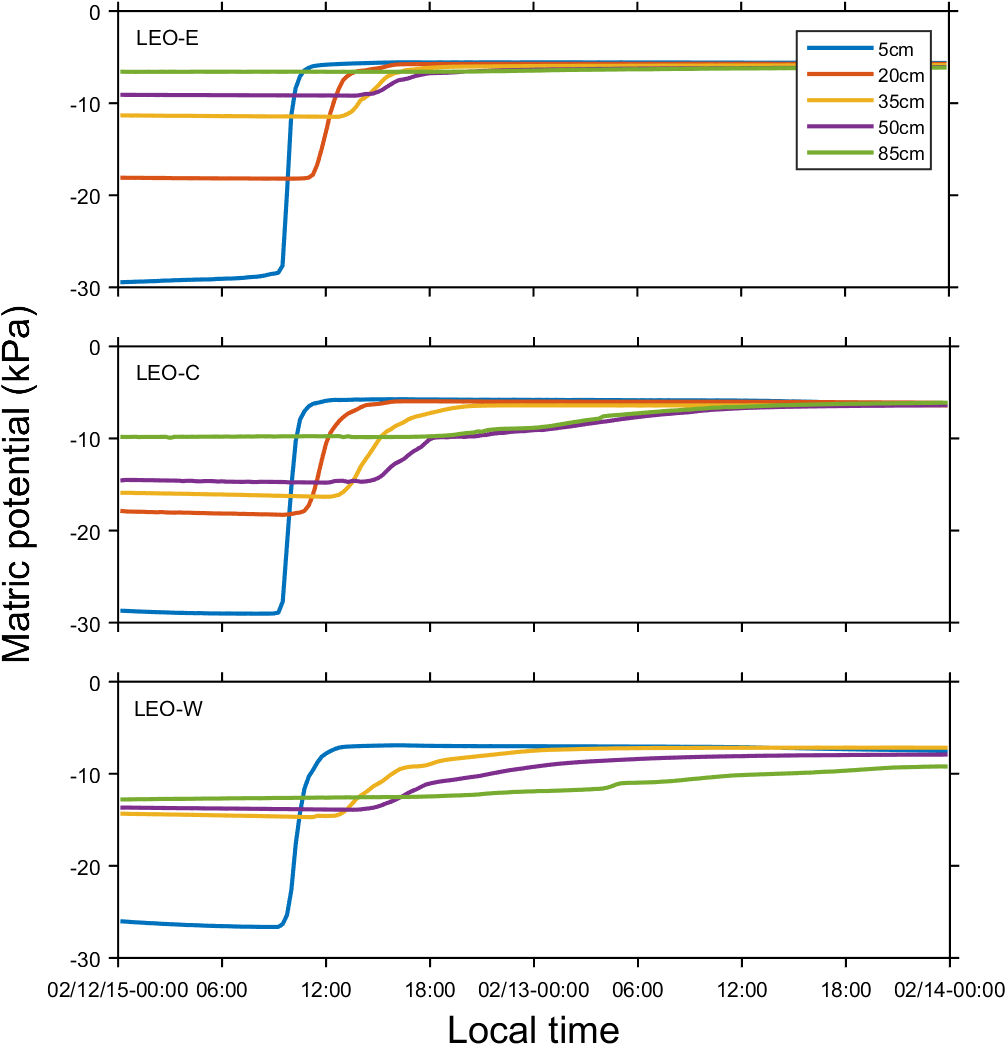 0
LEO-E
5cm
20cm
35cm
50cm
85cm
-10
-20
-30
0
LEO-C
-10
-20
-30
Matric potential (kPa)
0
LEO-W
-10
-20
-30
02/12/15-00:00 06:00 12:00 18:00 02/13-00:00 06:00 12:00 18:00 02/14-00:00
Local time